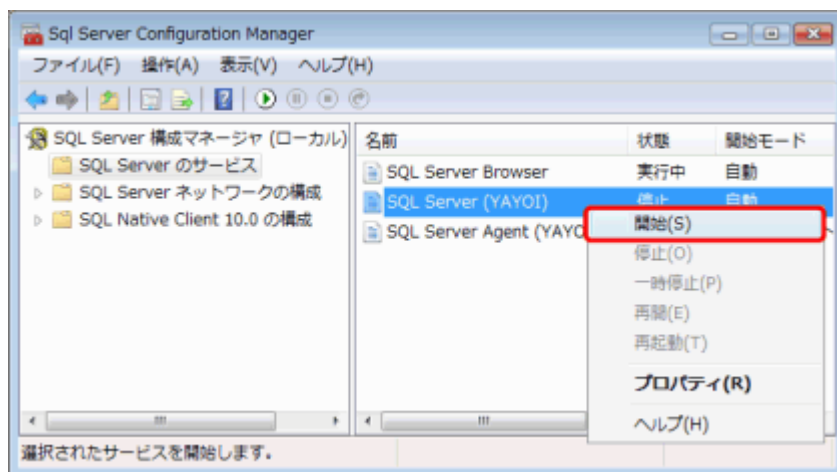 Sql Server Configuration Manager
ファイル(F) 操作(A) 表示(V) ヘルプ(H)
SQL Server 構成マネージャ (ローカル)
SQL Server のサービス
SQL Server ネットワークの構成
SQL Native Client 10.0 の構成
名前 状態 開始モード
SQL Server Browser 実行中 自動
SQL Server (YAYOI) 停止 自動
SQL Server Agent (YAYO
開始(S)
停止(O)
一時停止(P)
再開(E)
再起動(T)
プロパティ(R)
ヘルプ(H)
選択されたサービスを開始します。